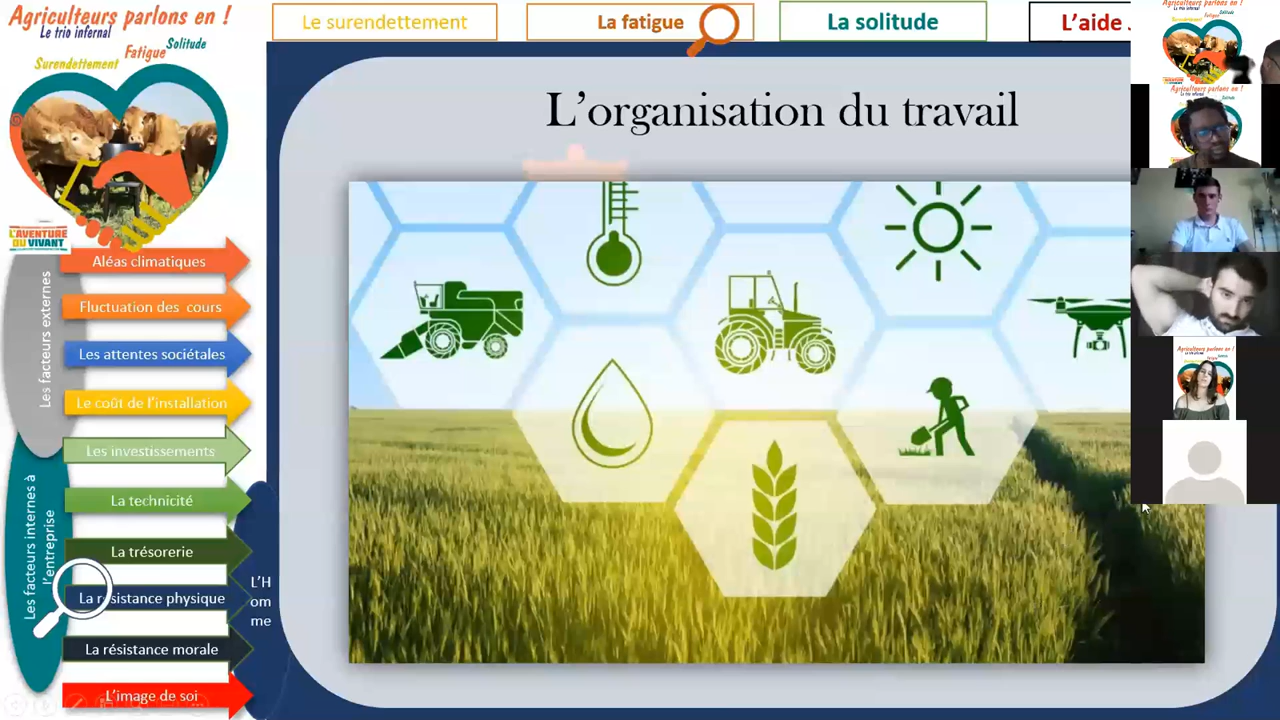 Agriculteurs parlons en !
Le trio infernal
Solitude
Fatigue
Surendettement
L'AVENTURE
DU VIVANT
Le surendettement
La fatigue
La solitude
L'aide
L'organisation du travail
Les facteurs externes
Aléas climatiques
Fluctuation des cours
Les attentes sociétales
Le coût de l'installation
Les facteurs internes à
l'entreprise
Les investissements
La technicité
La trésorerie
La résistance physique
La résistance morale
L'image de soi
L'H
om
me
Agriculteurs parlons en !